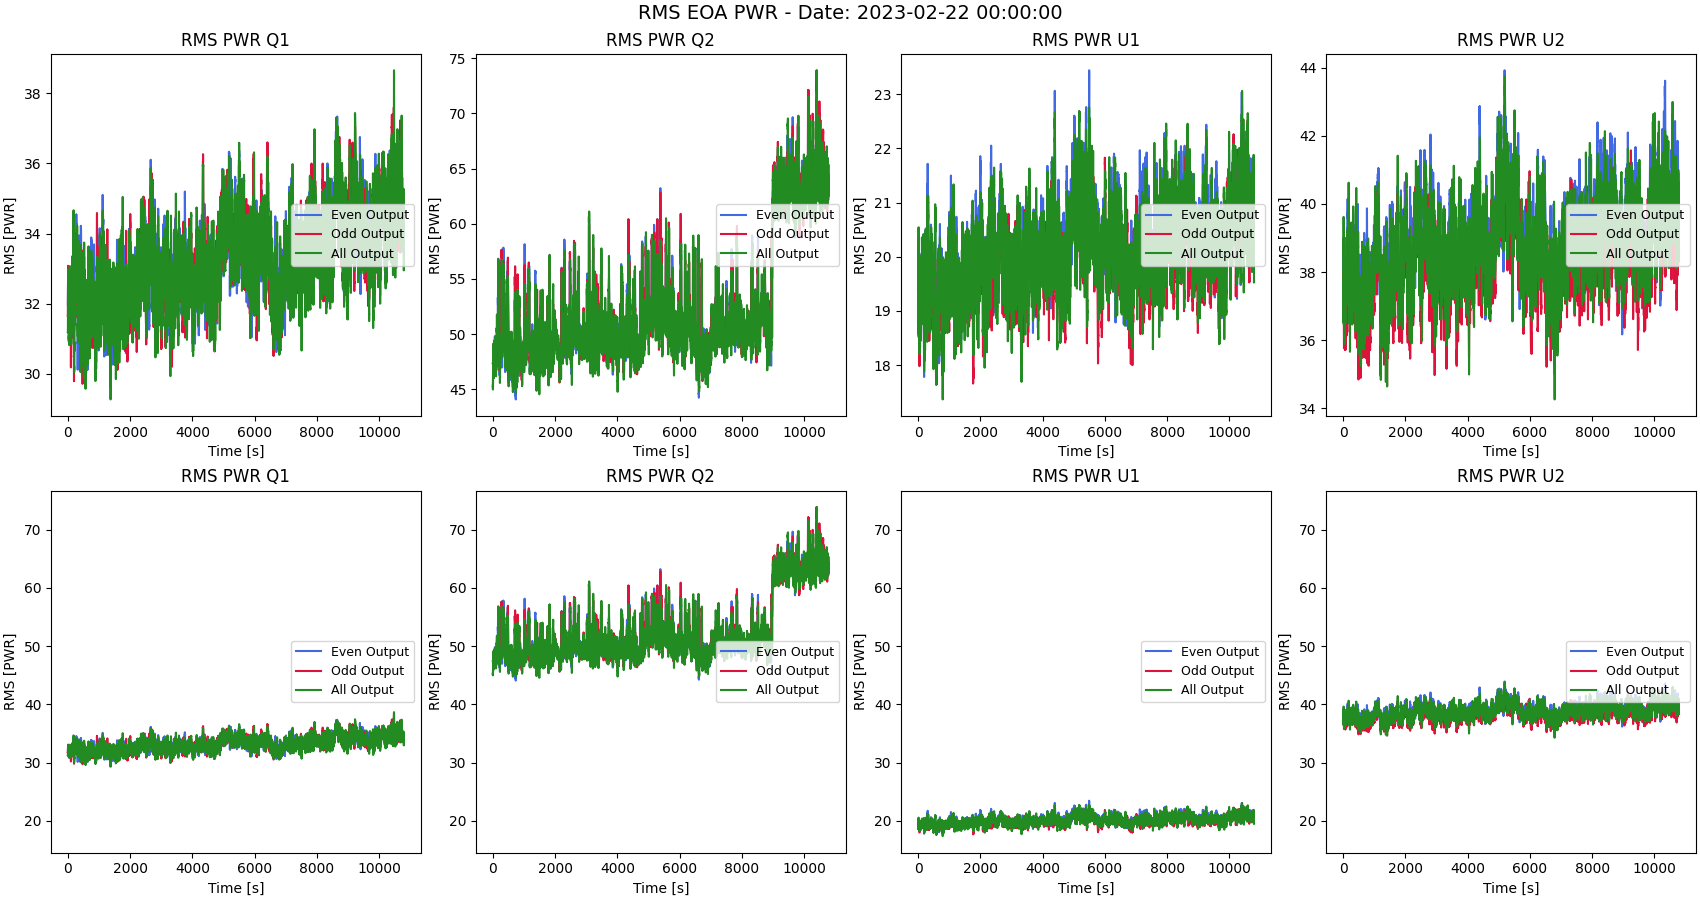 RMS EOA PWR - Date: 2023-02-22 00:00:00
RMS PWR Q1
RMS [PWR]
38
36
34
32
30
Even Output
Odd Output
All Output
0 2000 4000 6000 8000 10000
Time [s]
RMS PWR Q2
RMS [PWR]
75
70
65
60
55
50
45
Even Output
Odd Output
All Output
0 2000 4000 6000 8000 10000
Time [s]
RMS PWR U1
RMS [PWR]
23
22
21
20
19
18
Even Output
Odd Output
All Output
0 2000 4000 6000 8000 10000
Time [s]
RMS PWR U2
RMS [PWR]
44
42
40
38
36
34
Even Output
Odd Output
All Output
0 2000 4000 6000 8000 10000
Time [s]
RMS PWR Q1
RMS [PWR]
70
60
50
40
30
20
Even Output
Odd Output
All Output
0 2000 4000 6000 8000 10000
Time [s]
RMS PWR Q2
RMS [PWR]
70
60
50
40
30
20
Even Output
Odd Output
All Output
0 2000 4000 6000 8000 10000
Time [s]
RMS PWR U1
RMS [PWR]
70
60
50
40
30
20
Even Output
Odd Output
All Output
0 2000 4000 6000 8000 10000
Time [s]
RMS PWR U2
RMS [PWR]
70
60
50
40
30
20
Even Output
Odd Output
All Output
0 2000 4000 6000 8000 10000
Time [s]